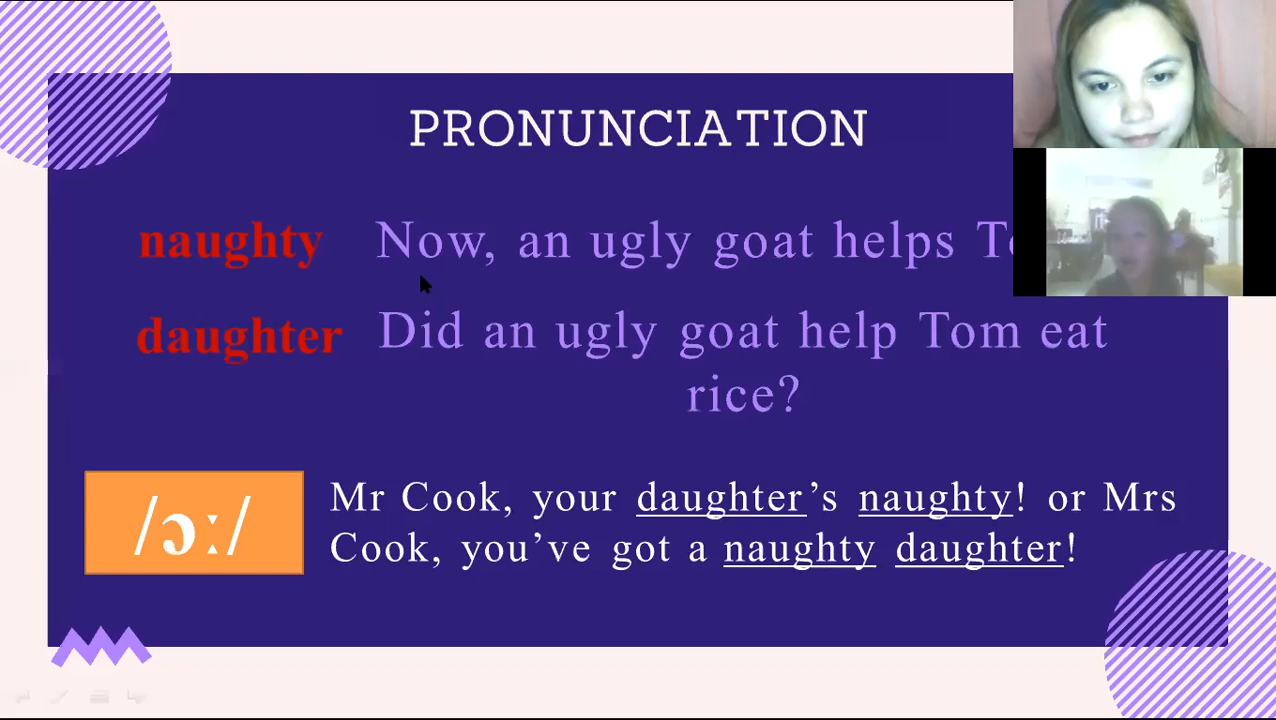 PRONUNCIATION
naughty Now, an ugly goat helps
daughter Did an ugly goat help Tom eat
rice?
/ɔː/ Mr Cook, your daughter’s naughty! or Mrs
Cook, you’ve got a naughty daughter!